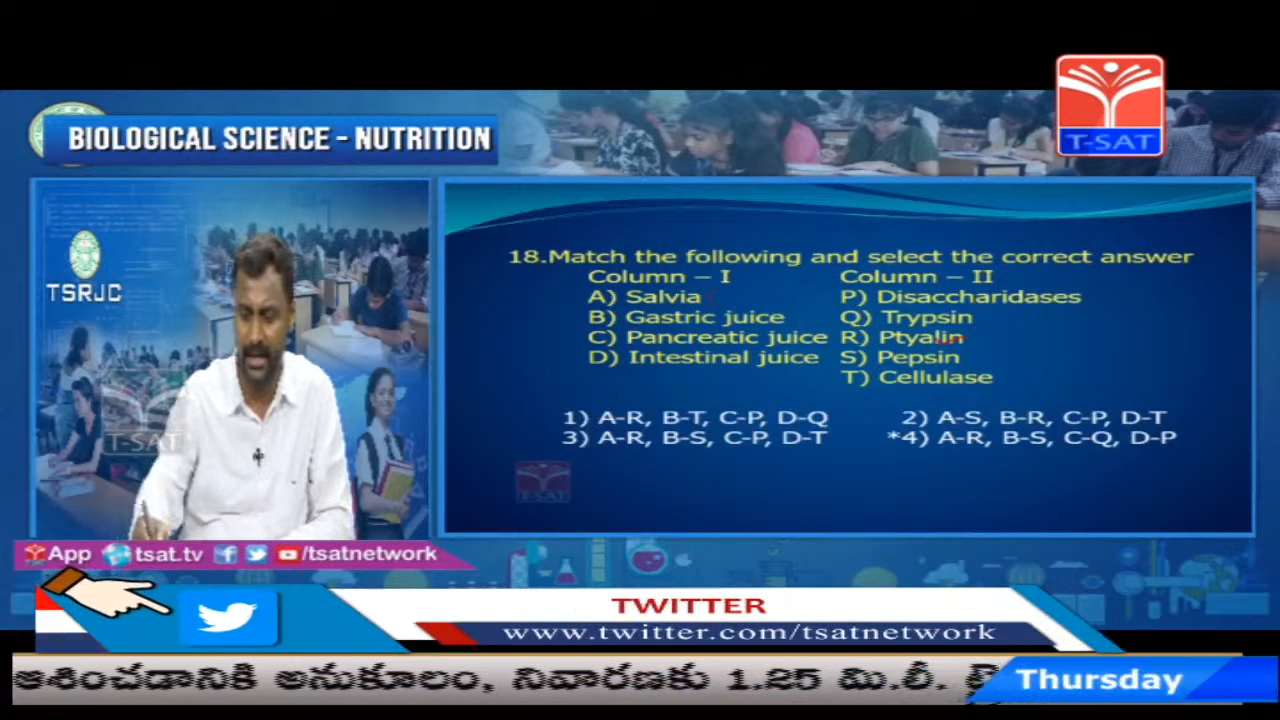 T-SAT
BIOLOGICAL SCIENCE - NUTRITION
TSRJC
18.Match the following and select the correct answer
Column – I Column – II
A) Salvia P) Disaccharidases
B) Gastric juice Q) Trypsin
C) Pancreatic juice R) Ptyalin
D) Intestinal juice S) Pepsin
T) Cellulase
1) A-R, B-T, C-P, D-Q 2) A-S, B-R, C-P, D-T
3) A-R, B-S, C-P, D-T *4) A-R, B-S, C-Q, D-P
T-SAT
T-SAT
App tsat.tv /tsatnetwork
TWITTER
www.twitter.com/tsatnetwork
ఆశించడానికి అనుకూలం, నివారణకు 1.25 మి.లీ. Thursday